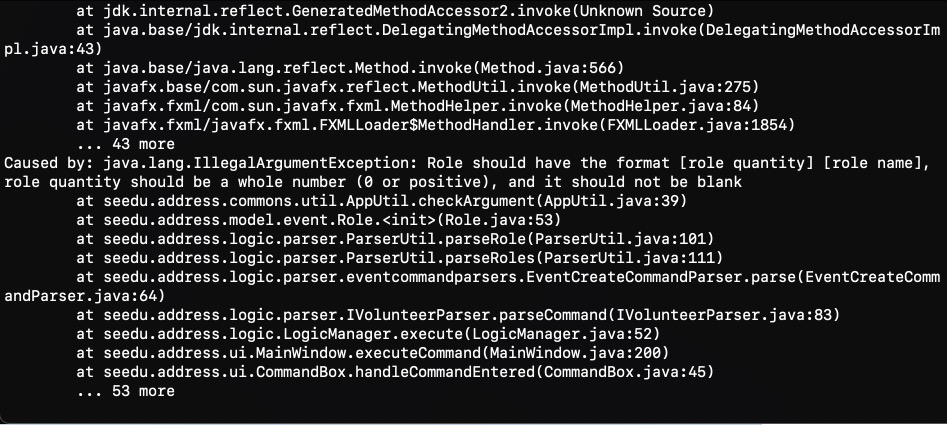 at jdk.internal.reflect.GeneratedMethodAccessor2.invoke(Unknown Source)
at java.base/jdk.internal.reflect.DelegatingMethodAccessorImpl.invoke(DelegatingMethodAccessorIm
pl.java:43)
at java.base/java.lang.reflect.Method.invoke(Method.java:566)
at javafx.base/com.sun.javafx.reflect.MethodUtil.invoke(MethodUtil.java:275)
at javafx.fxml/com.sun.javafx.fxml.MethodHelper.invoke(MethodHelper.java:84)
at javafx.fxml/javafx.fxml.FXMLLoader$MethodHandler.invoke(FXMLLoader.java:1854)
... 43 more
Caused by: java.lang.IllegalArgumentException: Role should have the format [role quantity] [role name],
role quantity should be a whole number (0 or positive), and it should not be blank
at seedu.address.commons.util.AppUtil.checkArgument(AppUtil.java:39)
at seedu.address.model.event.Role.<init>(Role.java:53)
at seedu.address.logic.parser.ParserUtil.parseRole(ParserUtil.java:101)
at seedu.address.logic.parser.ParserUtil.parseRoles(ParserUtil.java:111)
at seedu.address.logic.parser.eventcommandparsers.EventCreateCommandParser.parse(EventCreateComm
andParser.java:64)
at seedu.address.logic.parser.IVolunteerParser.parseCommand(IVolunteerParser.java:83)
at seedu.address.logic.LogicManager.execute(LogicManager.java:52)
at seedu.address.ui.MainWindow.executeCommand(MainWindow.java:200)
at seedu.address.ui.CommandBox.handleCommandEntered(CommandBox.java:45)
... 53 more